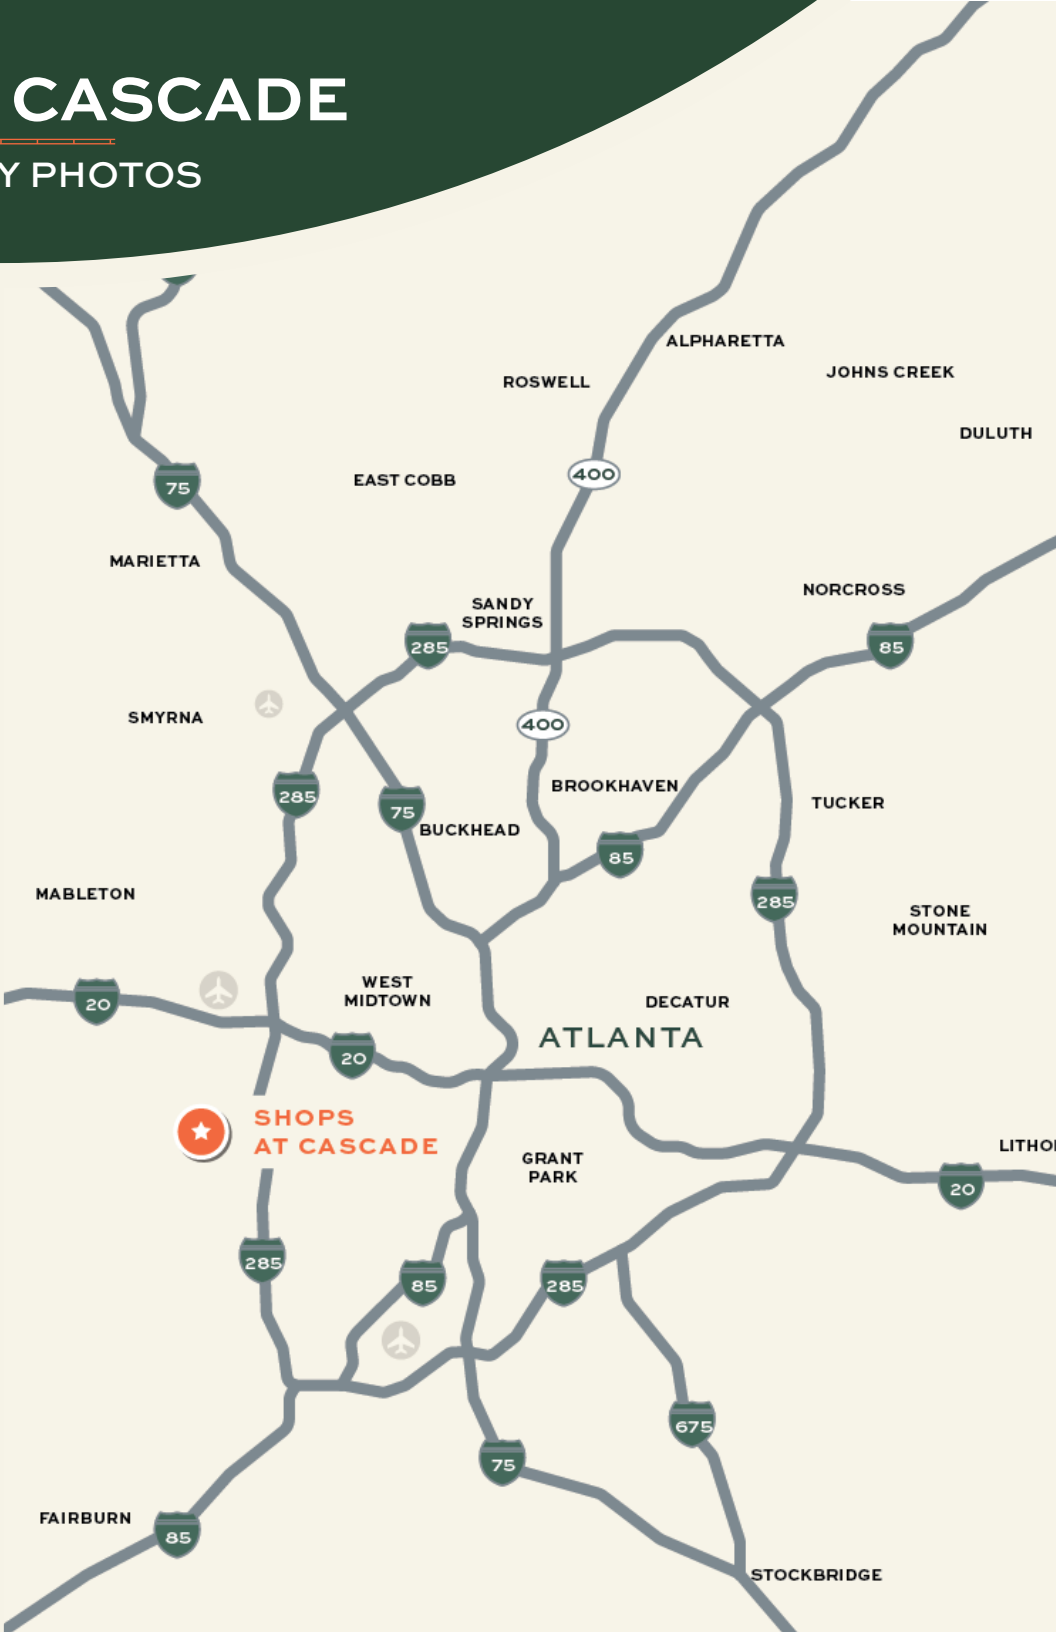 CASCADE
Y PHOTOS
ALPHARETTA
JOHNS CREEK
ROSWELL
DULUTH
400
EAST COBB
75
MARIETTA
NORCROSS
SANDY
SPRINGS
285
85
SMYRNA
400
BROOKHAVEN
285
75
TUCKER
BUCKHEAD
85
MABLETON
285
STONE
MOUNTAIN
WEST
MIDTOWN
20
DECATUR
ATLANTA
20
SHOPS
AT CASCADE
LITHO
GRANT
PARK
20
285
85
285
675
75
FAIRBURN
85
STOCKBRIDGE